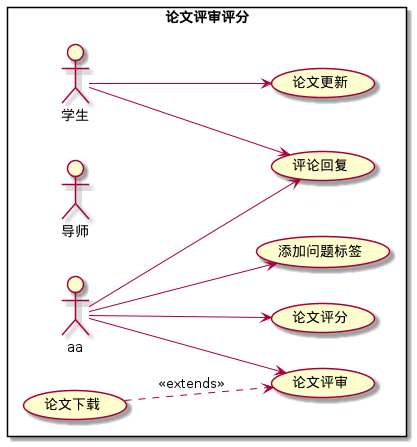 论文评审评分
学生
论文更新
评论回复
导师
添加问题标签
aa
论文评分
论文下载
«extends»
论文评审